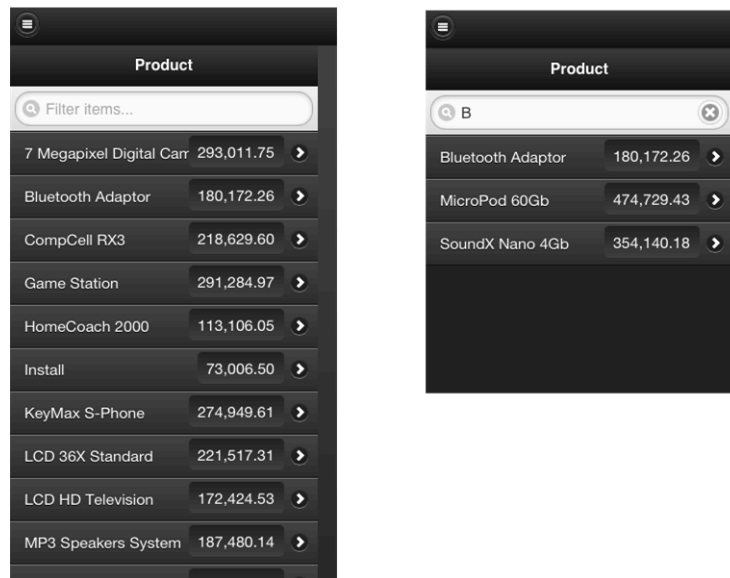 Product
Filter items...
7 Megapixel Digital Cam 293,011.75
Bluetooth Adaptor 180,172.26
CompCell RX3 218,629.60
Game Station 291,284.97
HomeCoach 2000 113,106.05
Install 73,006.50
KeyMax S-Phone 274,949.61
LCD 36X Standard 221,517.31
LCD HD Television 172,424.53
MP3 Speakers System 187,480.14
Product
B
Bluetooth Adaptor 180,172.26
MicroPod 60Gb 474,729.43
SoundX Nano 4Gb 354,140.18